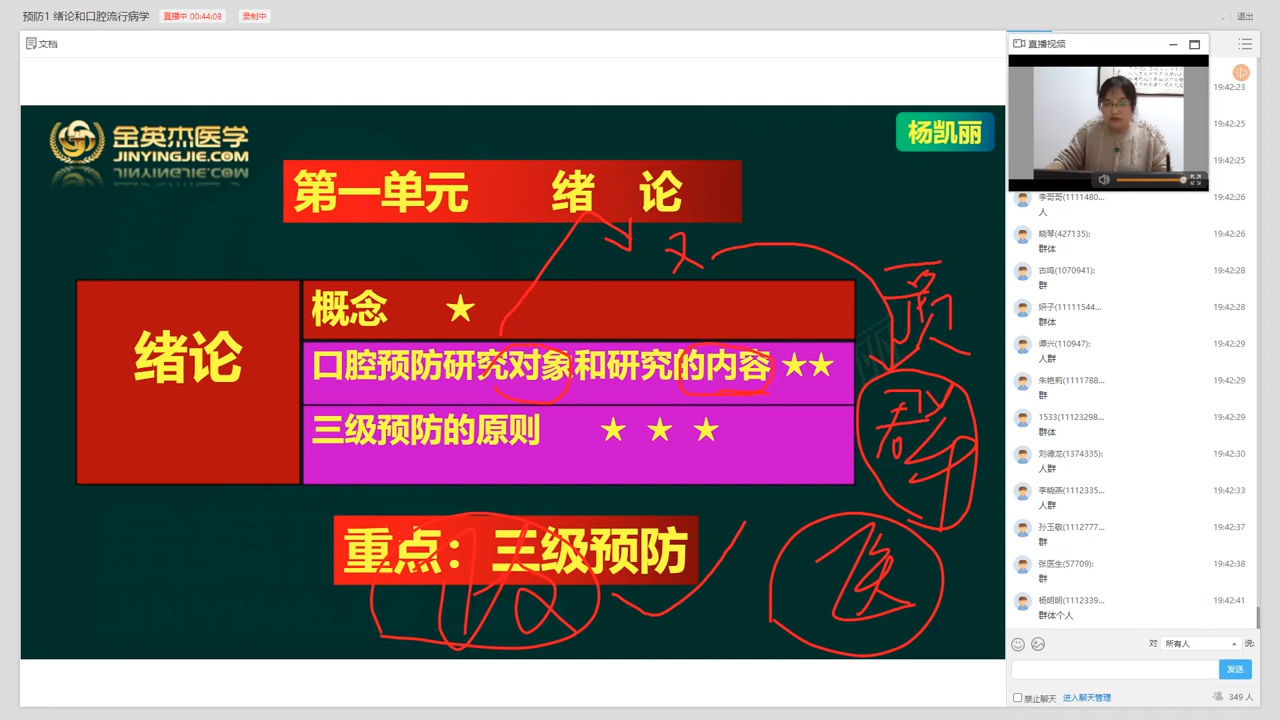 预防1 绪论和口腔流行病学
直播中 00:44:08
录制中
退出
文档
直播视频
金英杰医学
JINYINGJIE.COM
杨凯丽
第一单元 绪 论
绪论
概念 ★
口腔预防研究对象和研究的内容 ★★
三级预防的原则 ★ ★ ★
重点：三级预防
人
预
群
医
19:42:23
19:42:25
19:42:25
李哥哥(1111480... 19:42:26
人
晓琴(427135): 19:42:26
群体
古鸣(1070941): 19:42:28
群
妍子(11111544... 19:42:28
群体
谭兴(110947): 19:42:29
人群
朱艳莉(1111788... 19:42:29
群
1533(11123298... 19:42:29
群体
刘德龙(1374335): 19:42:30
人群
李晓燕(1112335... 19:42:33
人群
孙玉敬(1112777... 19:42:37
群
张医生(57709): 19:42:38
群
杨明明(1112339... 19:42:41
群体个人
对 所有人 说:
发送
禁止聊天 进入聊天管理 349 人